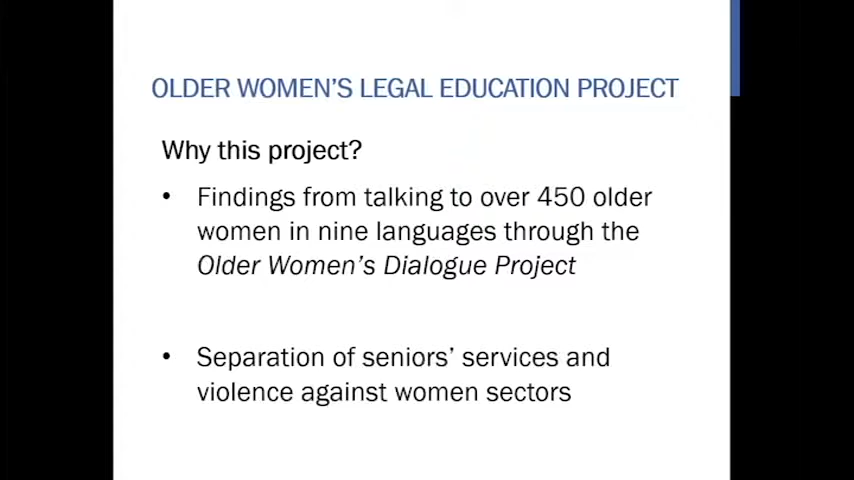 OLDER WOMEN'S LEGAL EDUCATION PROJECT
Why this project?
• Findings from talking to over 450 older
women in nine languages through the
Older Women's Dialogue Project
• Separation of seniors' services and
violence against women sectors